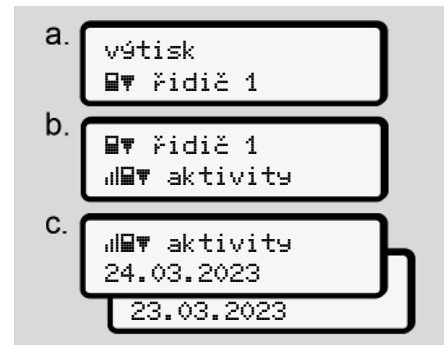 a.
výtisk
řidič 1
b.
řidič 1
aktivity
c.
aktivity
24.03.2023
23.03.2023